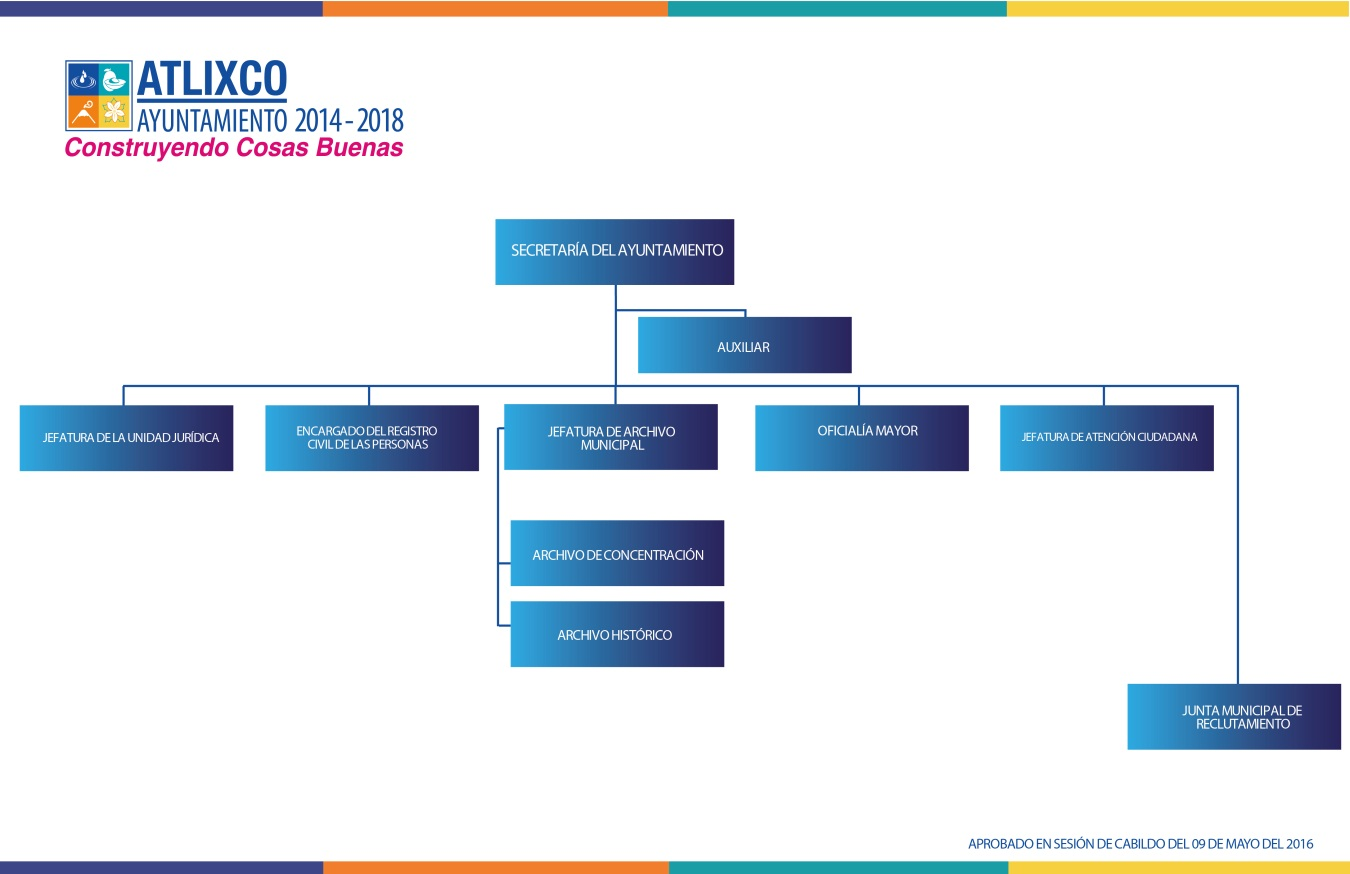 ATLIXCO
AYUNTAMIENTO 2014-2018
Construyendo Cosas Buenas
SECRETARÍA DEL AYUNTAMIENTO
AUXILIAR
JEFATURA DE LA UNIDAD JURÍDICA
ENCARGADO DEL REGISTRO
CIVIL DE LAS PERSONAS
JEFATURA DE ARCHIVO
MUNICIPAL
OFICIALÍA MAYOR
JEFATURA DE ATENCIÓN CIUDADANA
ARCHIVO DE CONCENTRACIÓN
ARCHIVO HISTÓRICO
JUNTA MUNICIPAL DE
RECLUTAMIENTO
APROBADO EN SESIÓN DE CABILDO DEL 09 DE MAYO DEL 2016